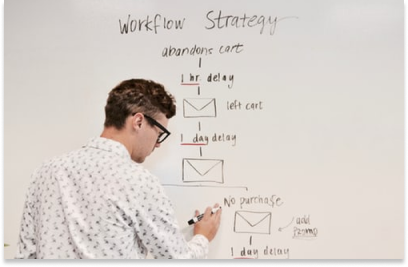 Workflow Strategy
abandons cart
1 hr. delay
left cart
1 day delay
No purchase
add
promo
1 day delay